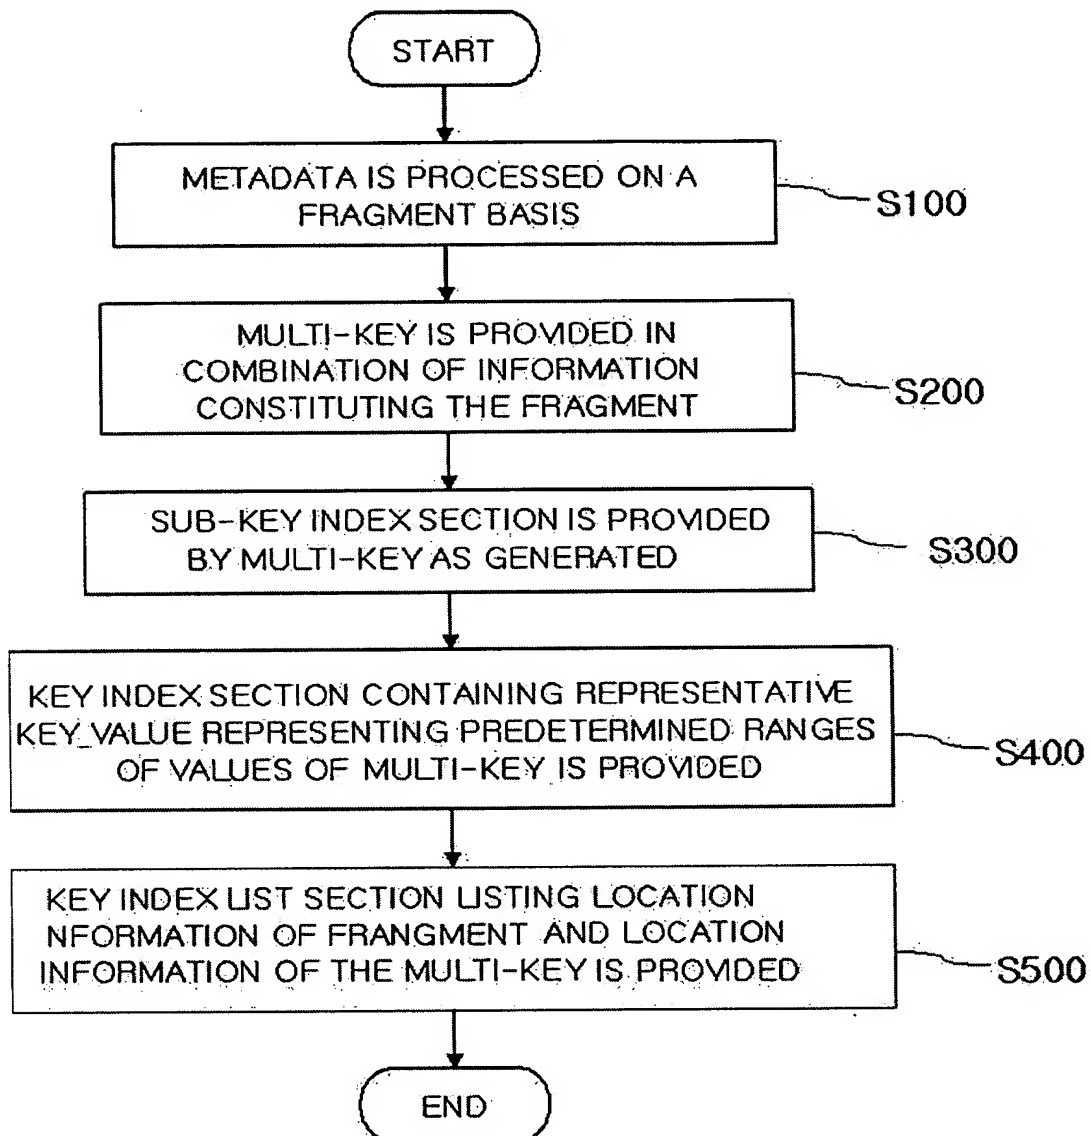 START
METADATA IS PROCESSED ON A
FRAGMENT BASIS
S100
MULTI-KEY IS PROVIDED IN
COMBINATION OF INFORMATION
CONSTITUTING THE FRAGMENT
S200
SUB-KEY INDEX SECTION IS PROVIDED
BY MULTI-KEY AS GENERATED
S300
KEY INDEX SECTION CONTAINING REPRESENTATIVE
KEY_VALUE REPRESENTING PREDETERMINED RANGES
OF VALUES OF MULTI-KEY IS PROVIDED
S400
KEY INDEX LIST SECTION LISTING LOCATION
NFORMATION OF FRANGMENT AND LOCATION
INFORMATION OF THE MULTI-KEY IS PROVIDED
S500
END